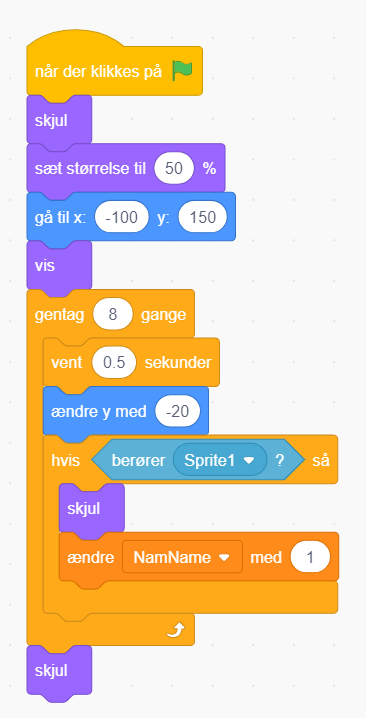 når der klikkes på
skjul
sæt størrelse til 50 %
gå til x: -100 y: 150
vis
gentag 8 gange
vent 0.5 sekunder
ændre y med -20
hvis berører Sprite1 ? så
skjul
ændre NamName med 1
skjul